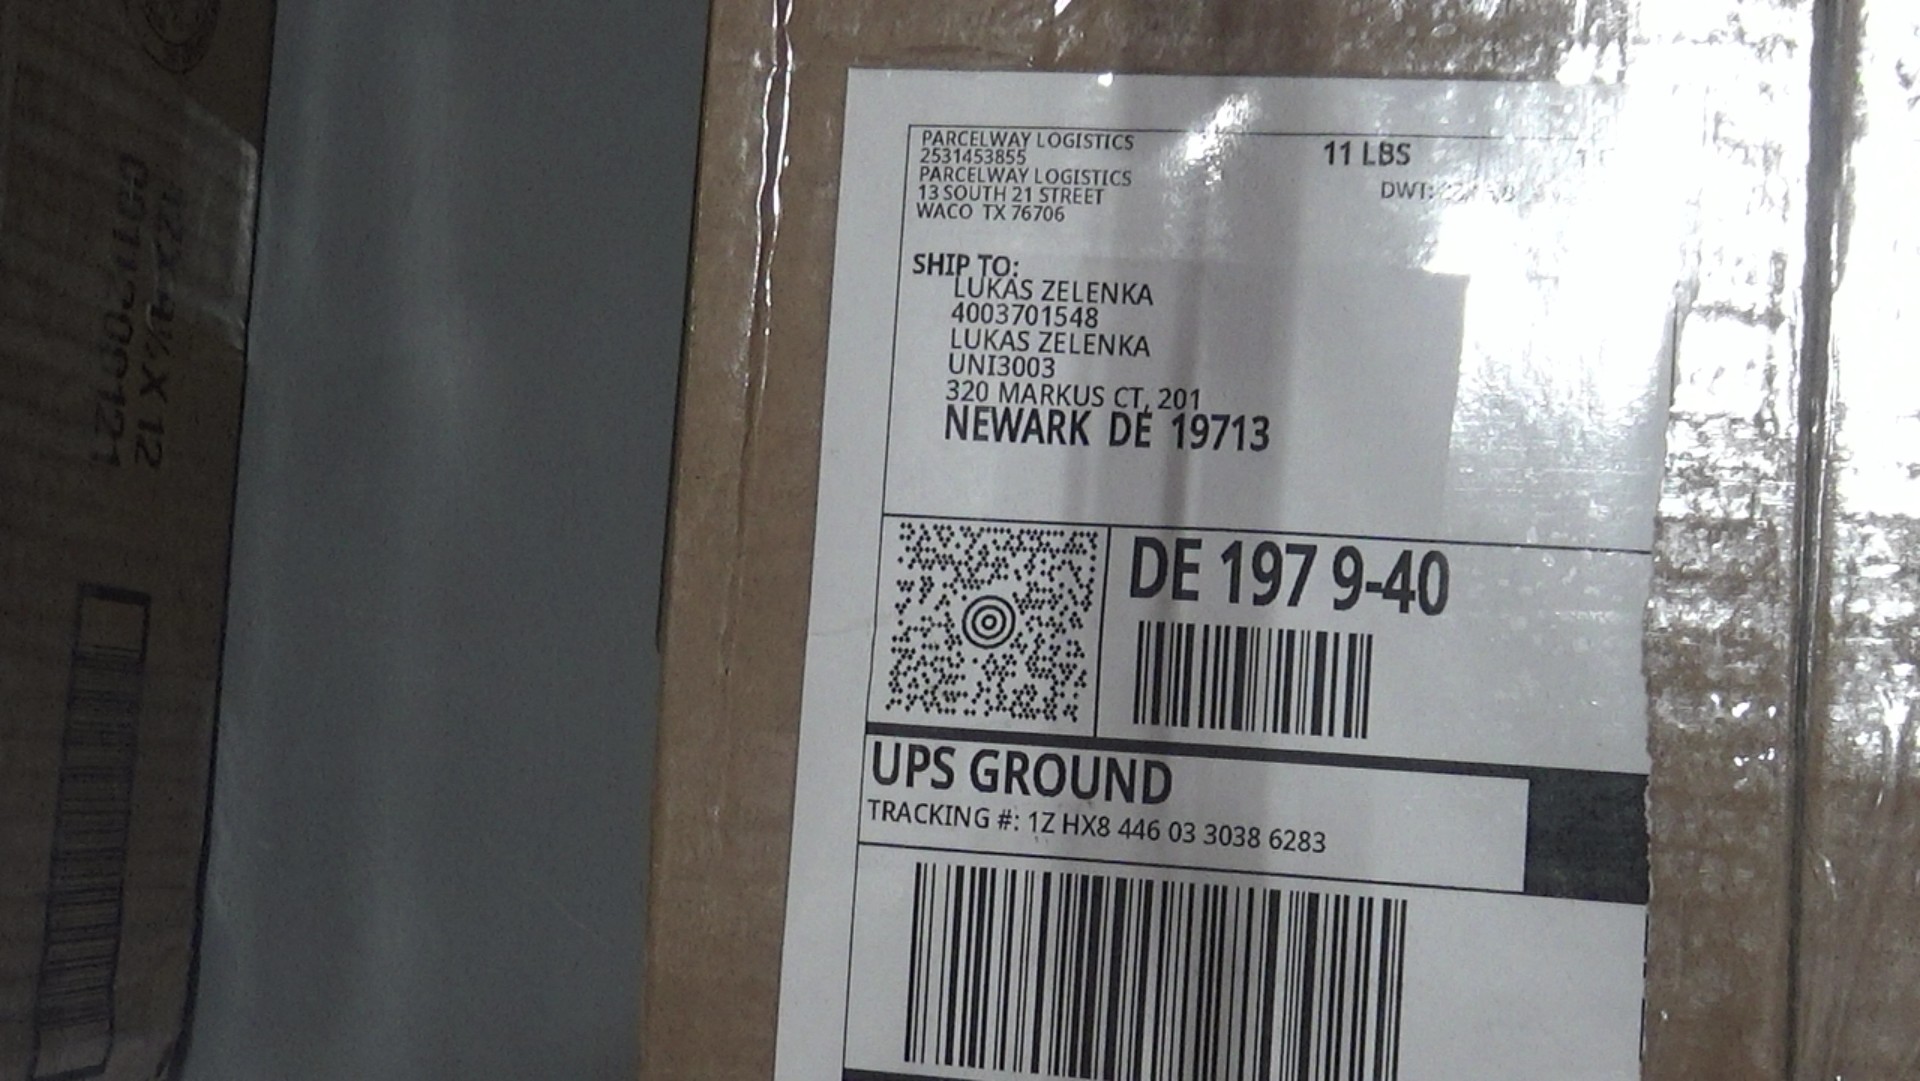 PARCELWAY LOGISTICS
2531453855
PARCELWAY LOGISTICS
13 SOUTH 21 STREET
WACO TX 76706
11 LBS
DWT:
SHIP TO:
LUKAS ZELENKA
4003701548
LUKAS ZELENKA
UNI3003
320 MARKUS CT, 201
NEWARK DE 19713
DE 197 9-40
UPS GROUND
TRACKING #: 1Z HX8 446 03 3038 6283